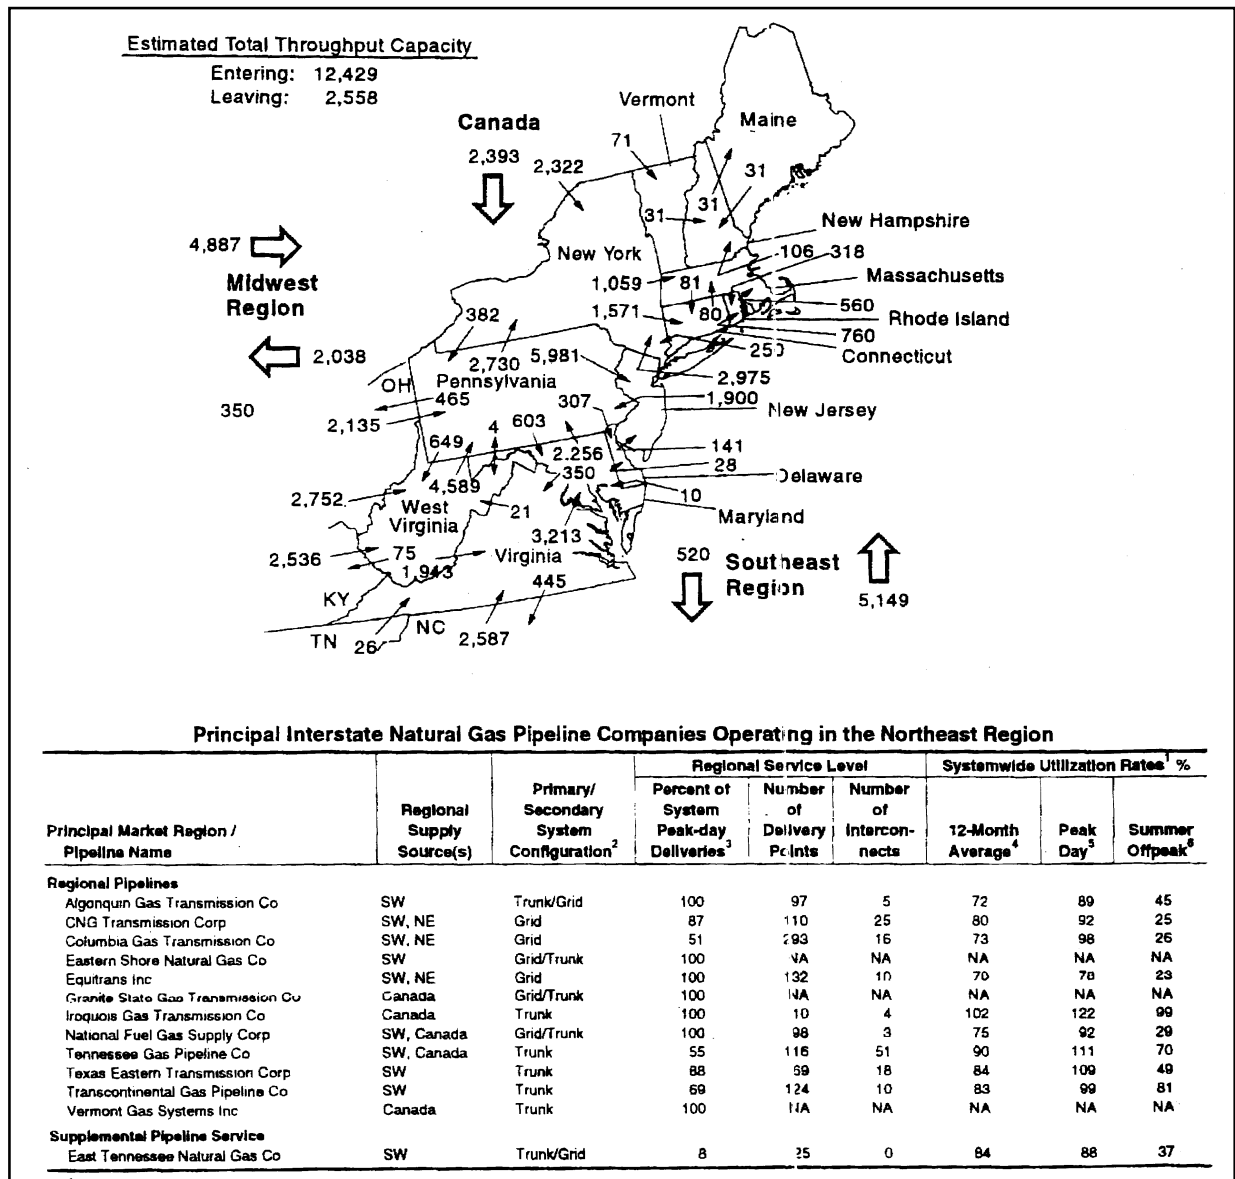 Estimated Total Throughput Capacity
Entering: 12,429
Leaving: 2,558
Canada
2,393
2,322
Vermont
71
Maine
31
31
31
4,887
Midwest
Region
New York
New Hampshire
106
318
1,059
81
Massachusetts
1,571
80
560
Rhode Island
760
382
250
Connecticut
2,038
2,730
5,981
2,975
OH
Pennsylvania
1,900
New Jersey
350
465
307
2,135
649
4
603
141
2.256
28
350
Delaware
4,589
10
2,752
West
Virginia
21
Maryland
3,213
2,536
75
Virginia
520
Southeast
Region
1,943
445
5,149
KY
TN
NC
26
2,587
Principal Interstate Natural Gas Pipeline Companies Operating in the Northeast Region
Regional Service Level Systemwide Utilization Rates1 %
Principal Market Region / Pipeline Name Regional Supply Source(s) Primary/ Secondary System Configuration2 Percent of System Peak-day Deliveries3 Number of Delivery Points Number of Intercon- nects 12-Month Average4 Peak Day5 Summer Offpeak6
Regional Pipelines
Algonquin Gas Transmission Co SW Trunk/Grid 100 97 5 72 89 45
CNG Transmission Corp SW, NE Grid 87 110 25 80 92 25
Columbia Gas Transmission Co SW, NE Grid 51 293 16 73 98 26
Eastern Shore Natural Gas Co SW Grid/Trunk 100 NA NA NA NA NA
Equitrans Inc SW, NE Grid 100 132 10 70 78 23
Granite State Gas Transmission Co Canada Grid/Trunk 100 NA NA NA NA NA
Iroquois Gas Transmission Co Canada Trunk 100 10 4 102 122 99
National Fuel Gas Supply Corp SW, Canada Grid/Trunk 100 98 3 75 92 29
Tennessee Gas Pipeline Co SW, Canada Trunk 55 116 51 90 111 70
Texas Eastern Transmission Corp SW Trunk 88 69 18 84 109 49
Transcontinental Gas Pipeline Co SW Trunk 69 124 10 83 99 81
Vermont Gas Systems Inc Canada Trunk 100 NA NA NA NA NA
Supplemental Pipeline Service
East Tennessee Natural Gas Co SW Trunk/Grid 8 25 0 84 88 37